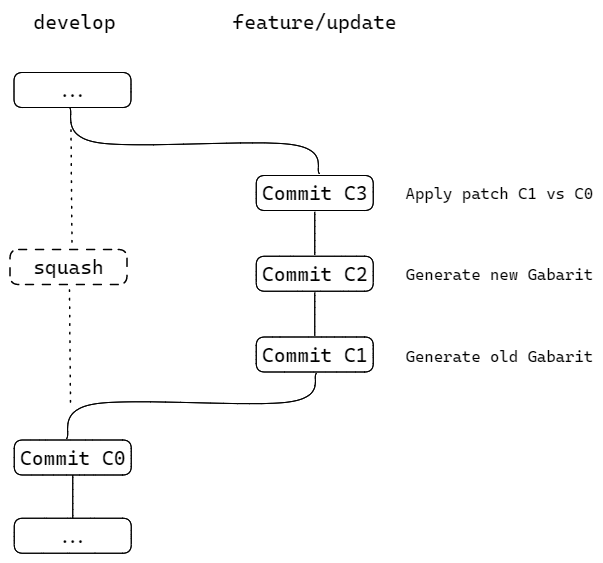 develop
feature/update
...
Commit C3
Apply patch C1 vs C0
squash
Commit C2
Generate new Gabarit
Commit C1
Generate old Gabarit
Commit C0
...